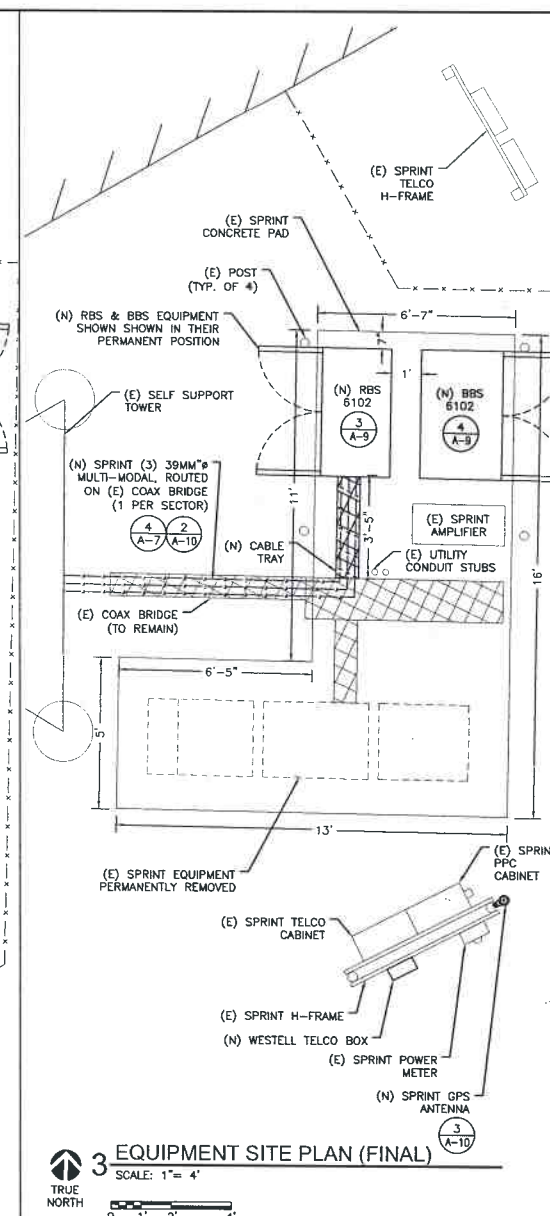 (E) SPRINT
TELCO
H-FRAME
(E) SPRINT
CONCRETE PAD
(E) POST
(TYP. OF 4)
6'-7"
(N) RBS & BBS EQUIPMENT
SHOWN SHOWN IN THEIR
PERMANENT POSITION
7"
1'
(N) RBS
6102
3
A-9
(N) BBS
6102
4
A-9
(E) SELF SUPPORT
TOWER
(N) SPRINT (3) 39MM"ø
MULTI-MODAL, ROUTED
ON (E) COAX BRIDGE
(1 PER SECTOR)
4
A-7
2
A-10
11'
3'-5"
(E) SPRINT
AMPLIFIER
(N) CABLE
TRAY
(E) UTILITY
CONDUIT STUBS
16'
(E) COAX BRIDGE
(TO REMAIN)
6'-5"
5'
13'
(E) SPRINT EQUIPMENT
PERMANENTLY REMOVED
(E) SPRIN
PPC
CABINET
(E) SPRINT TELCO
CABINET
(E) SPRINT H-FRAME
(N) WESTELL TELCO BOX
(E) SPRINT POWER
METER
(N) SPRINT GPS
ANTENNA
3
A-10
3 EQUIPMENT SITE PLAN (FINAL)
SCALE: 1"= 4'
TRUE
NORTH
0 1' 2' 4'